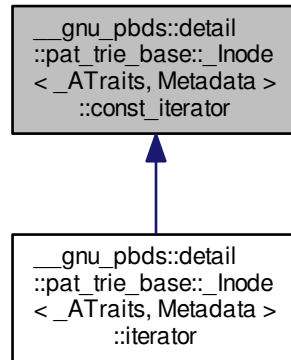 __gnu_pbds::detail
::pat_trie_base::_Inode
< _ATraits, Metadata >
::const_iterator
__gnu_pbds::detail
::pat_trie_base::_Inode
< _ATraits, Metadata >
::iterator